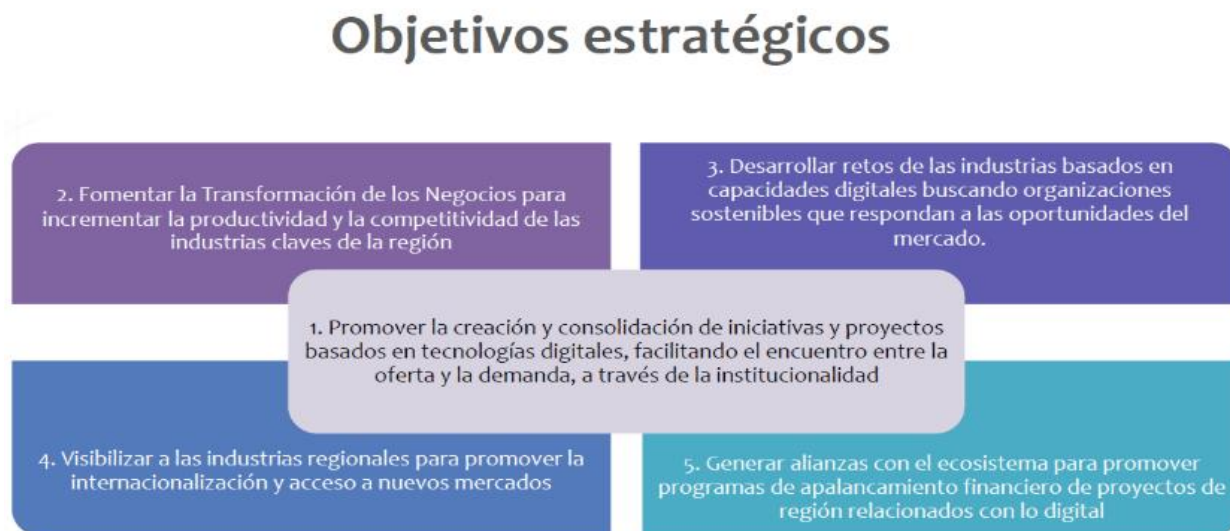 Objetivos estratégicos
2. Fomentar la Transformación de los Negocios para
incrementar la productividad y la competitividad de las
industrias claves de la región
3. Desarrollar retos de las industrias basados en
capacidades digitales buscando organizaciones
sostenibles que respondan a las oportunidades del
mercado.
1. Promover la creación y consolidación de iniciativas y proyectos
basados en tecnologías digitales, facilitando el encuentro entre la
oferta y la demanda, a través de la institucionalidad
4. Visibilizar a las industrias regionales para promover la
internacionalización y acceso a nuevos mercados
5. Generar alianzas con el ecosistema para promover
programas de apalancamiento financiero de proyectos de
región relacionados con lo digital